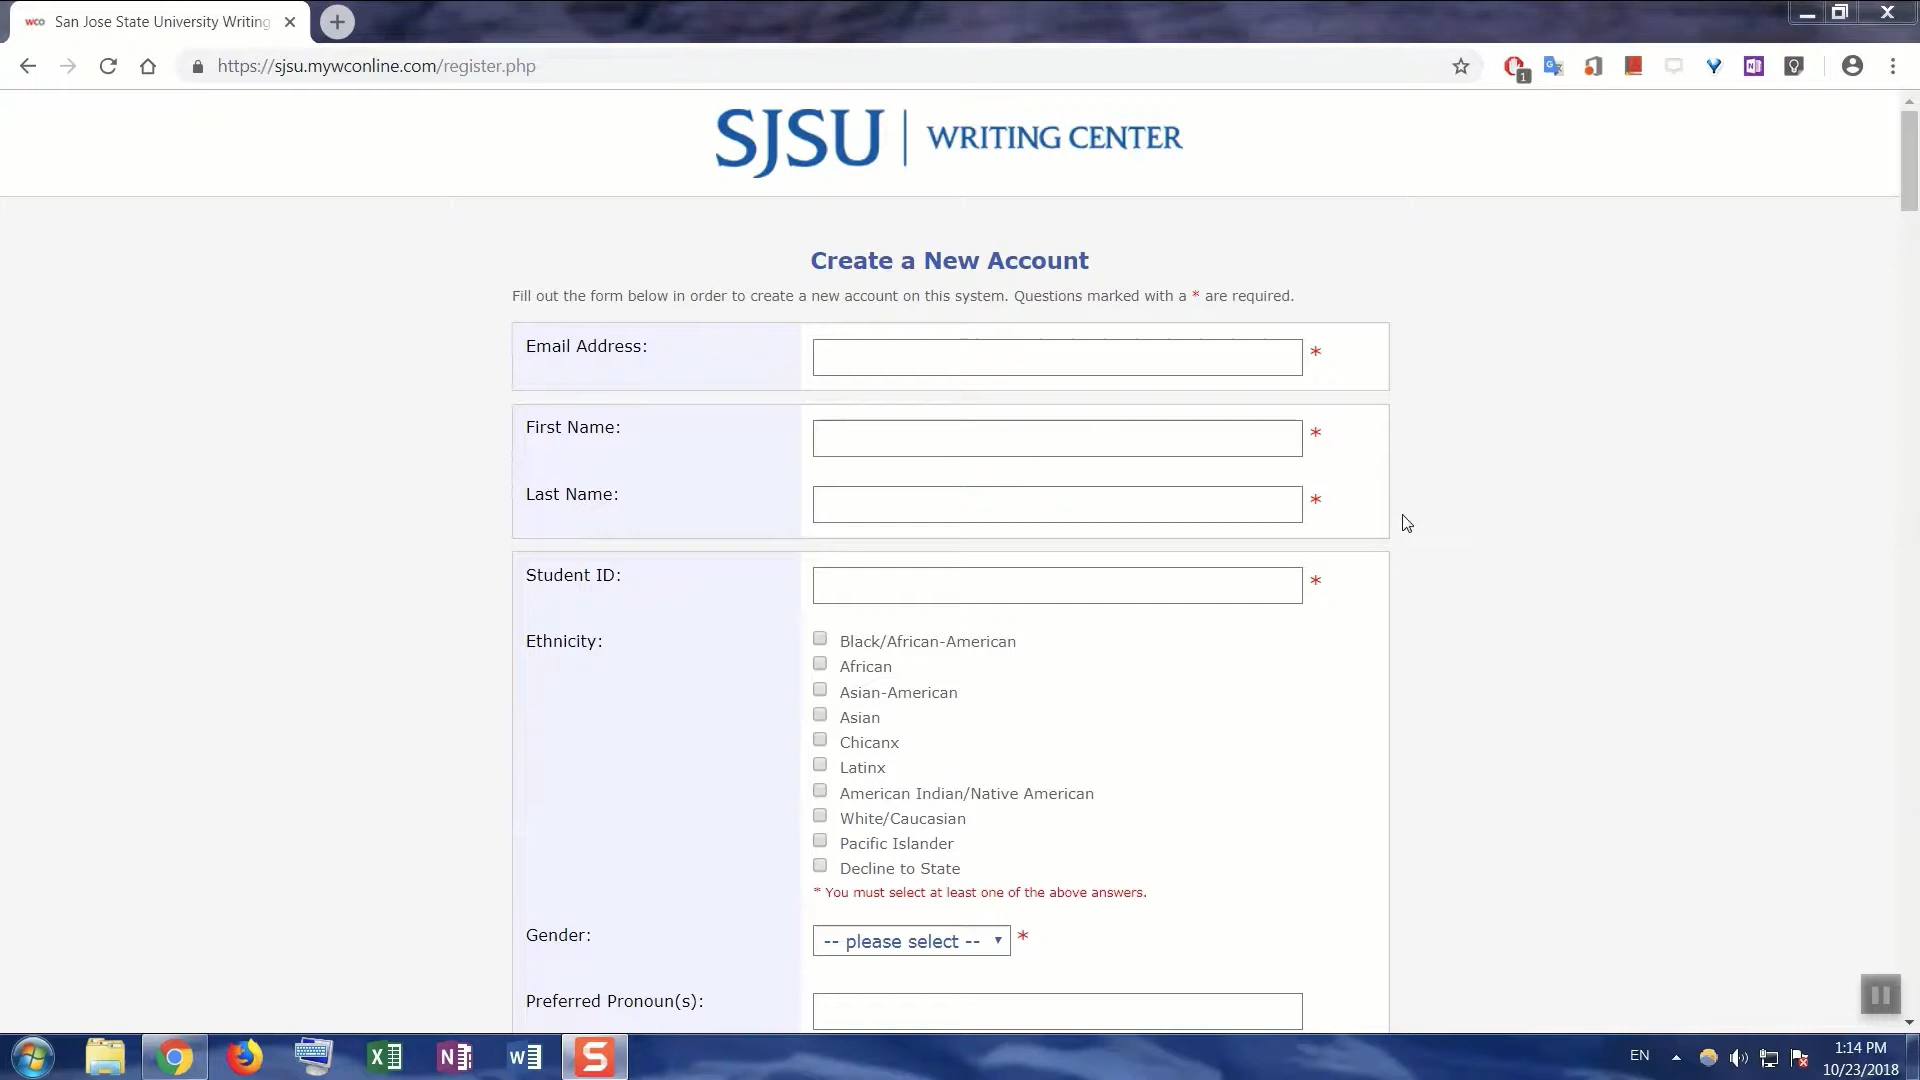 wco San Jose State University Writing
https://sjsu.mywconline.com/register.php
1
SJSU | WRITING CENTER
Create a New Account
Fill out the form below in order to create a new account on this system. Questions marked with a * are required.
Email Address: *
First Name: *
Last Name: *
Student ID: *
Ethnicity:
Black/African-American
African
Asian-American
Asian
Chicanx
Latinx
American Indian/Native American
White/Caucasian
Pacific Islander
Decline to State
* You must select at least one of the above answers.
Gender: -- please select -- *
Preferred Pronoun(s):
EN
1:14 PM
10/23/2018